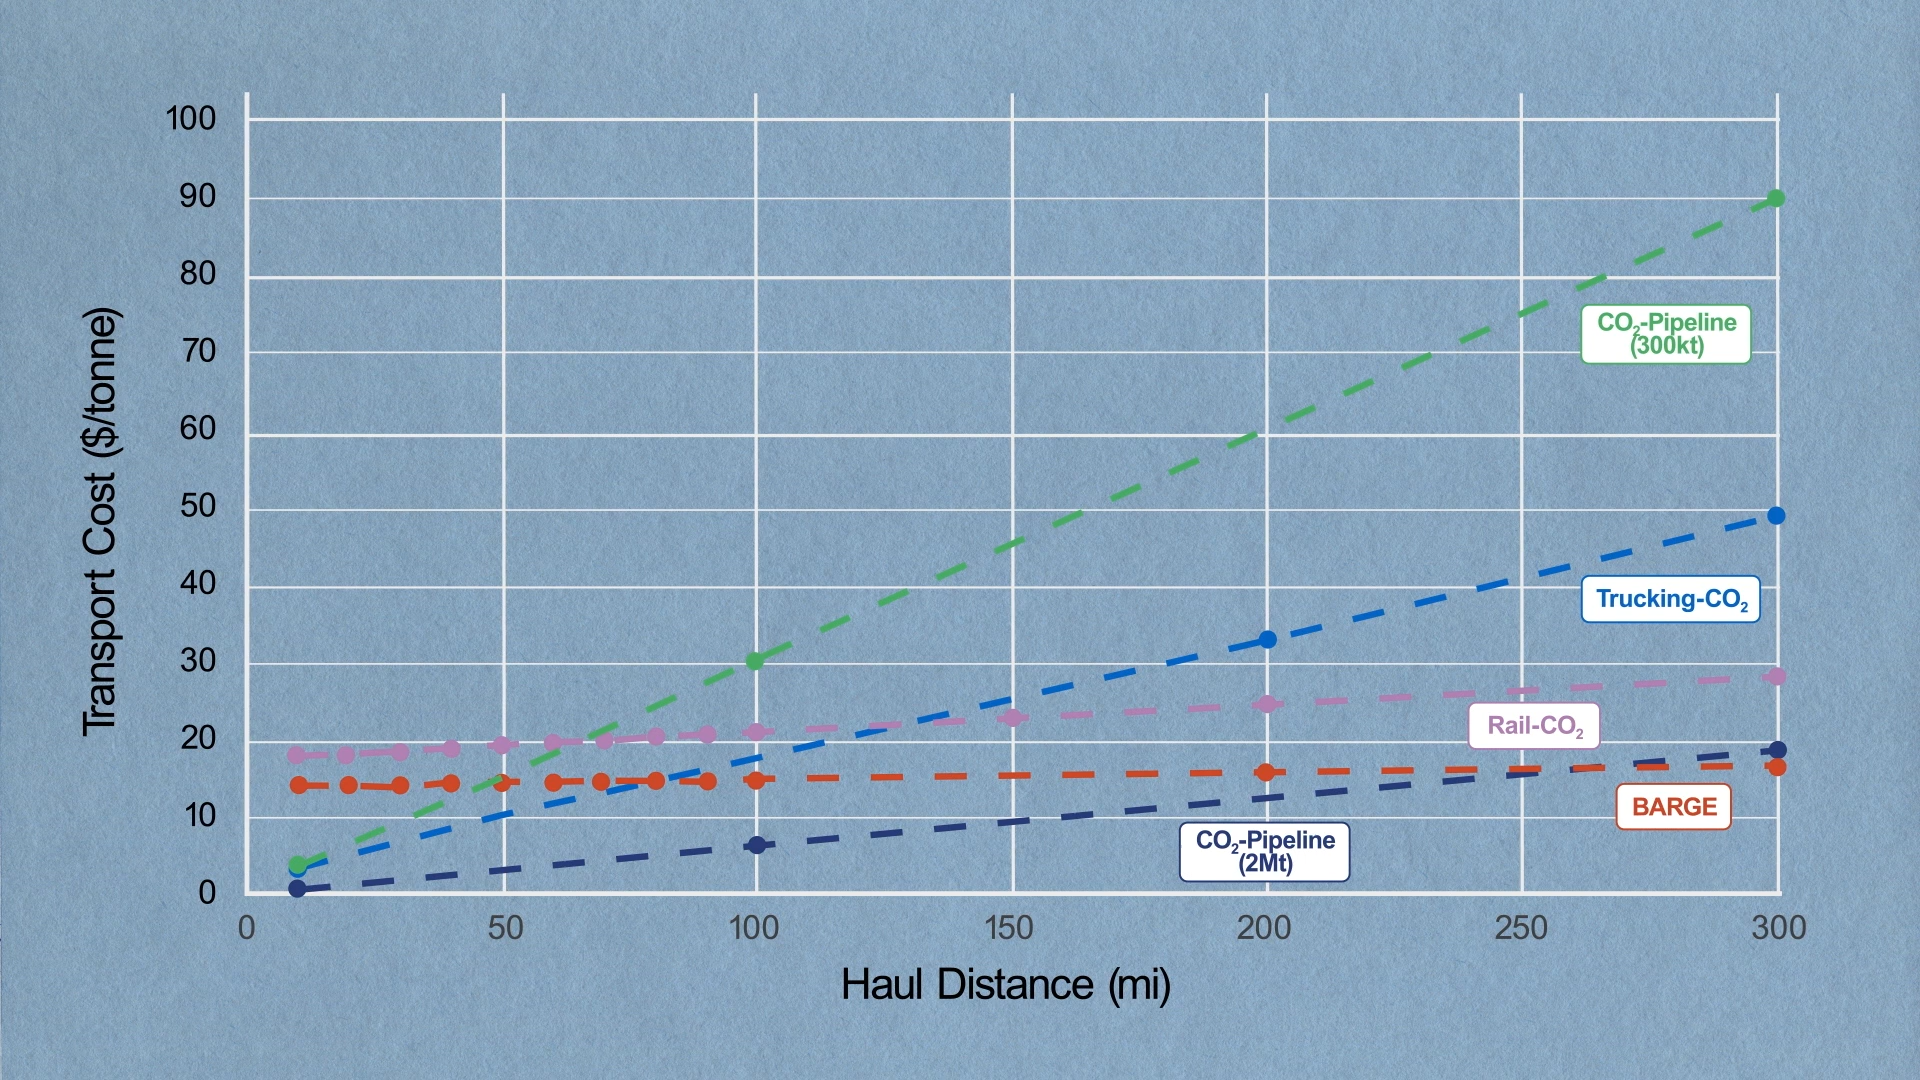 Transport Cost ($/tonne)
100
90
80
70
60
50
40
30
20
10
0
CO₂-Pipeline
(300kt)
Trucking-CO₂
Rail-CO₂
BARGE
CO₂-Pipeline
(2Mt)
0 50 100 150 200 250 300
Haul Distance (mi)